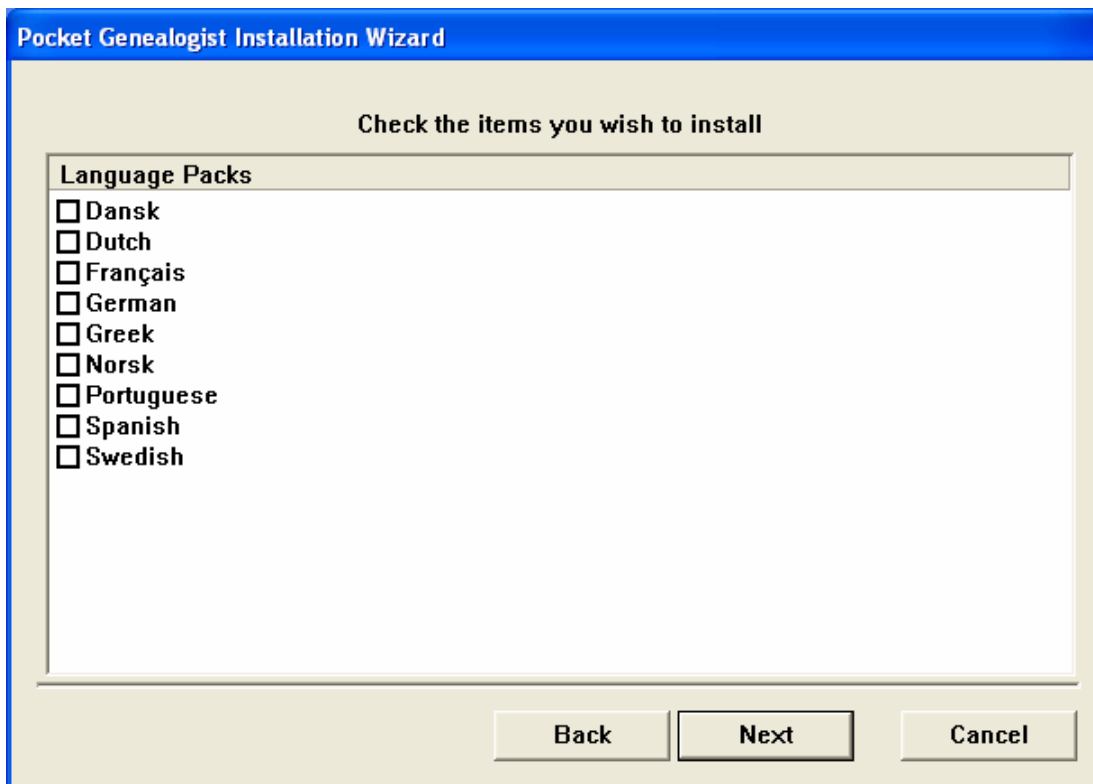 Pocket Genealogist Installation Wizard
Check the items you wish to install
Language Packs
Dansk
Dutch
Français
German
Greek
Norsk
Portuguese
Spanish
Swedish
Back Next Cancel